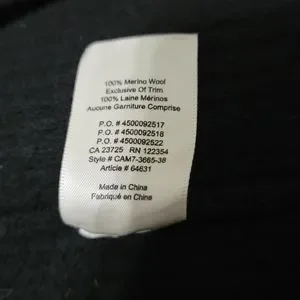 100% Merino Wool
Exclusive Of Trim
100% Laine Mérinos
Aucune Garniture Comprise
P.O. # 4500092517
P.O. # 4500092518
P.O. # 4500092522
CA 23725 RN 122354
Style # CAM7-3665-38
Article # 64631
Made in China
Fabriqué en Chine